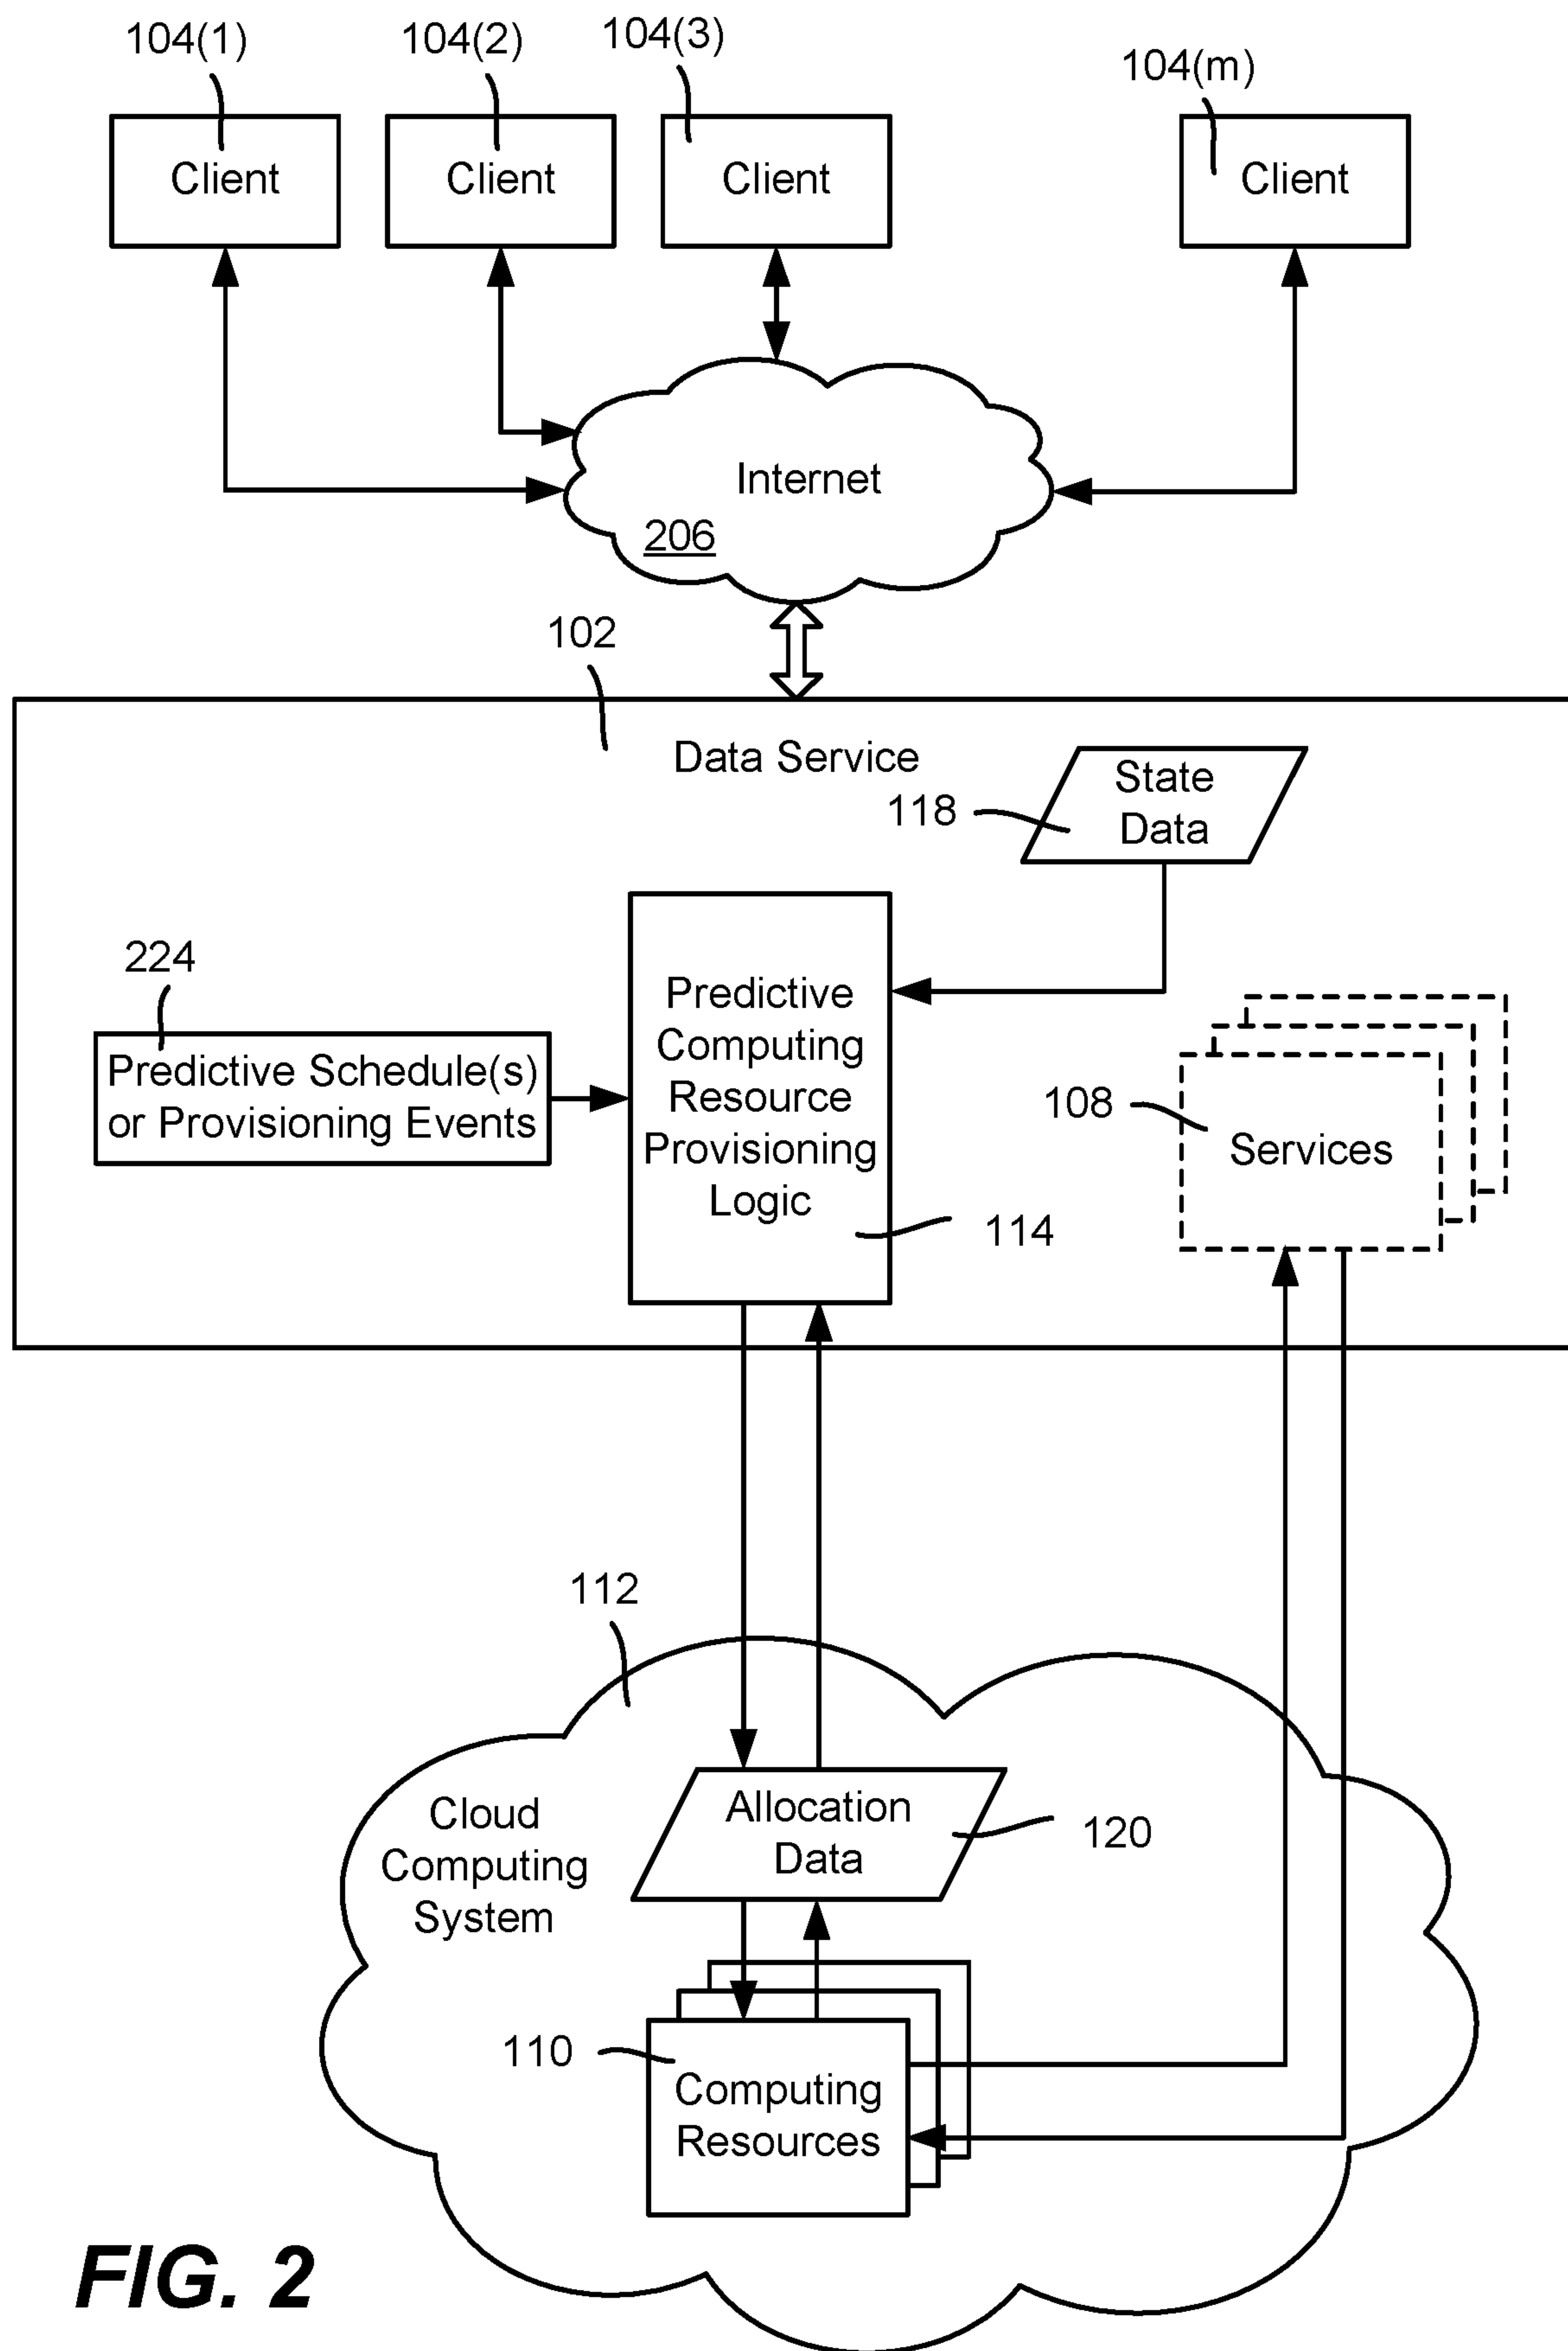 104(1)
104(2)
104(3)
104(m)
Client
Client
Client
Client
Internet
206
102
Data Service
State
Data
118
224
Predictive Schedule(s)
or Provisioning Events
Predictive
Computing
Resource
Provisioning
Logic
114
108
Services
112
Cloud
Computing
System
Allocation
Data
120
110
Computing
Resources
FIG. 2